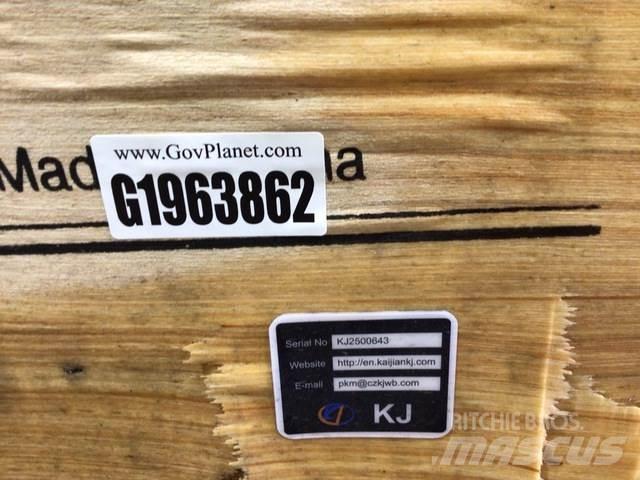 www.GovPlanet.com
Mad na
G1963862
Serial No KJ2500643
Website http://en.kaijiankj.com
E-mail pkm@czkjwb.com
KJ
RITCHIE BROS.
MASCUS